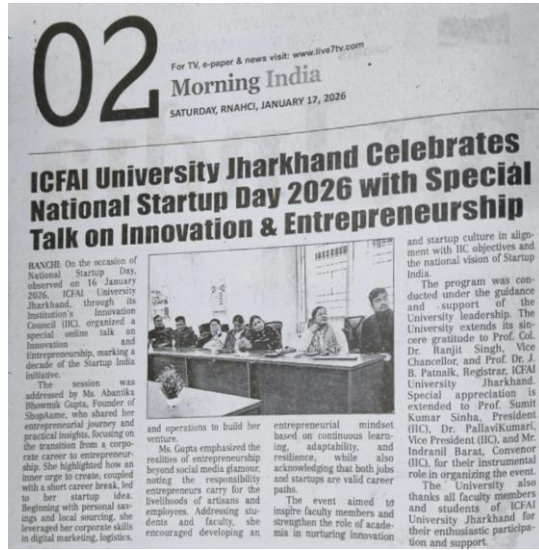 02
For TV, e-paper & news visit: www.live7tv.com
Morning India
SATURDAY, RNAHCI, JANUARY 17, 2026
ICFAI University Jharkhand Celebrates
National Startup Day 2026 with Special
Talk on Innovation & Entrepreneurship
RANCHI: On the occasion of
National Startup Day,
observed on 16 January
2026, ICFAI University
Jharkhand, through its
Institution's Innovation
Council (IIC), organized a
special online talk on
Innovation and
Entrepreneurship, marking a
decade of the Startup India
initiative.
The session was
addressed by Ms. Abantika
Bhowmik Gupta, Founder of
ShopAame, who shared her
entrepreneurial journey and
practical insights, focusing on
the transition from a corpo-
rate career to entrepreneur-
ship. She highlighted how an
inner urge to create, coupled
with a short career break, led
to her startup idea.
Beginning with personal sav-
ings and local sourcing, she
leveraged her corporate skills
in digital marketing, logistics,
and operations to build her
venture.
Ms. Gupta emphasized the
realities of entrepreneurship
beyond social media glamour,
noting the responsibility
entrepreneurs carry for the
livelihoods of artisans and
employees. Addressing stu-
dents and faculty, she
encouraged developing an
entrepreneurial mindset
based on continuous learn-
ing, adaptability, and
resilience, while also
acknowledging that both jobs
and startups are valid career
paths.
The event aimed to
inspire faculty members and
strengthen the role of acade-
mia in nurturing innovation
and startup culture in align-
ment with IIC objectives and
the national vision of Startup
India.
The program was con-
ducted under the guidance
and support of the
University leadership. The
University extends its sin-
cere gratitude to Prof. Col.
Dr. Ranjit Singh, Vice
Chancellor, and Prof. Dr. J.
B. Patnaik, Registrar, ICFAI
University Jharkhand.
Special appreciation is
extended to Prof. Sumit
Kumar Sinha, President
(IIC), Dr. PallaviKumari,
Vice President (IIC), and Mr.
Indranil Barat, Convenor
(IIC), for their instrumental
role in organizing the event.
The University also
thanks all faculty members
and students of ICFAI
University Jharkhand for
their enthusiastic participa-
tion and support.